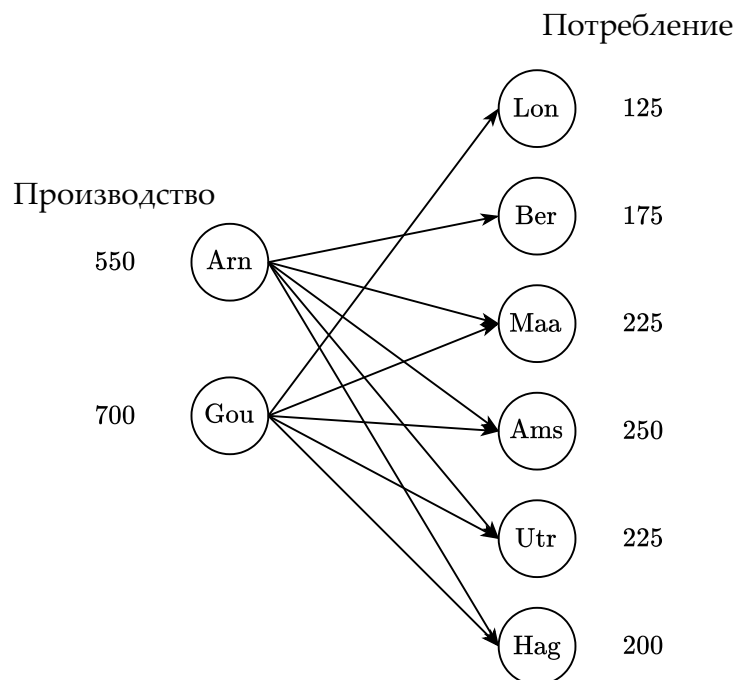 Потребление
Lon 125
Производство
Ber 175
550 Arn
Maa 225
700 Gou
Ams 250
Utr 225
Hag 200